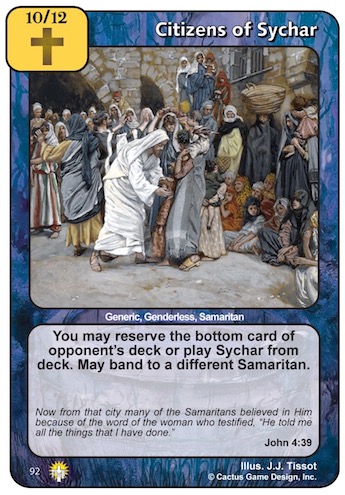 10/12
Citizens of Sychar
Generic, Genderless, Samaritan
You may reserve the bottom card of
opponent's deck or play Sychar from
deck. May band to a different Samaritan.
Now from that city many of the Samaritans believed in Him
because of the word of the woman who testified, "He told me
all the things that I have done."
John 4:39
Illus. J.J. Tissot
92
© Cactus Game Design, Inc.